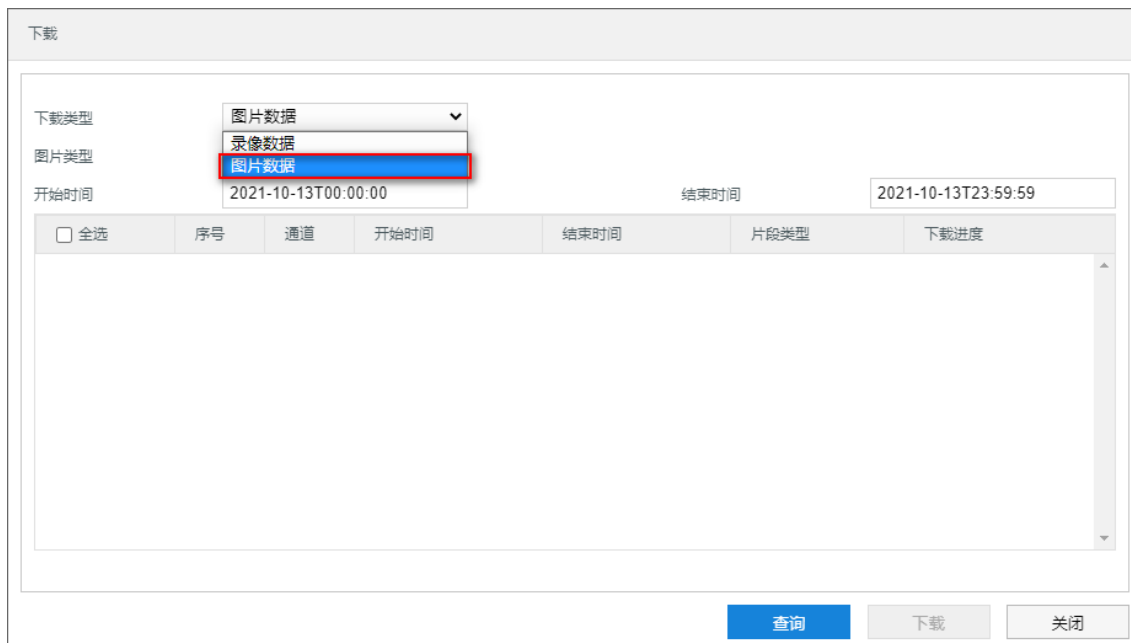 下载
下载类型 图片数据
录像数据
图片类型 图片数据
开始时间 2021-10-13T00:00:00 结束时间 2021-10-13T23:59:59
全选 序号 通道 开始时间 结束时间 片段类型 下载进度
查询 下载 关闭